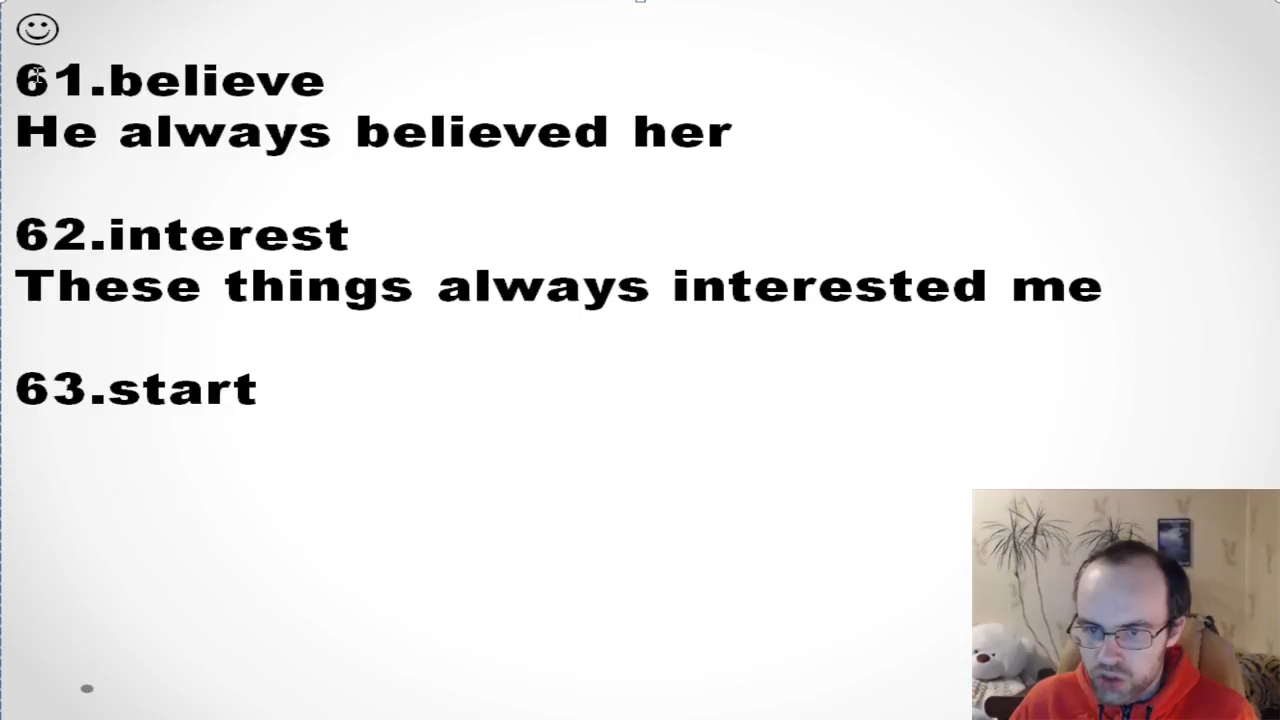 61.believe
He always believed her
62.interest
These things always interested me
63.start